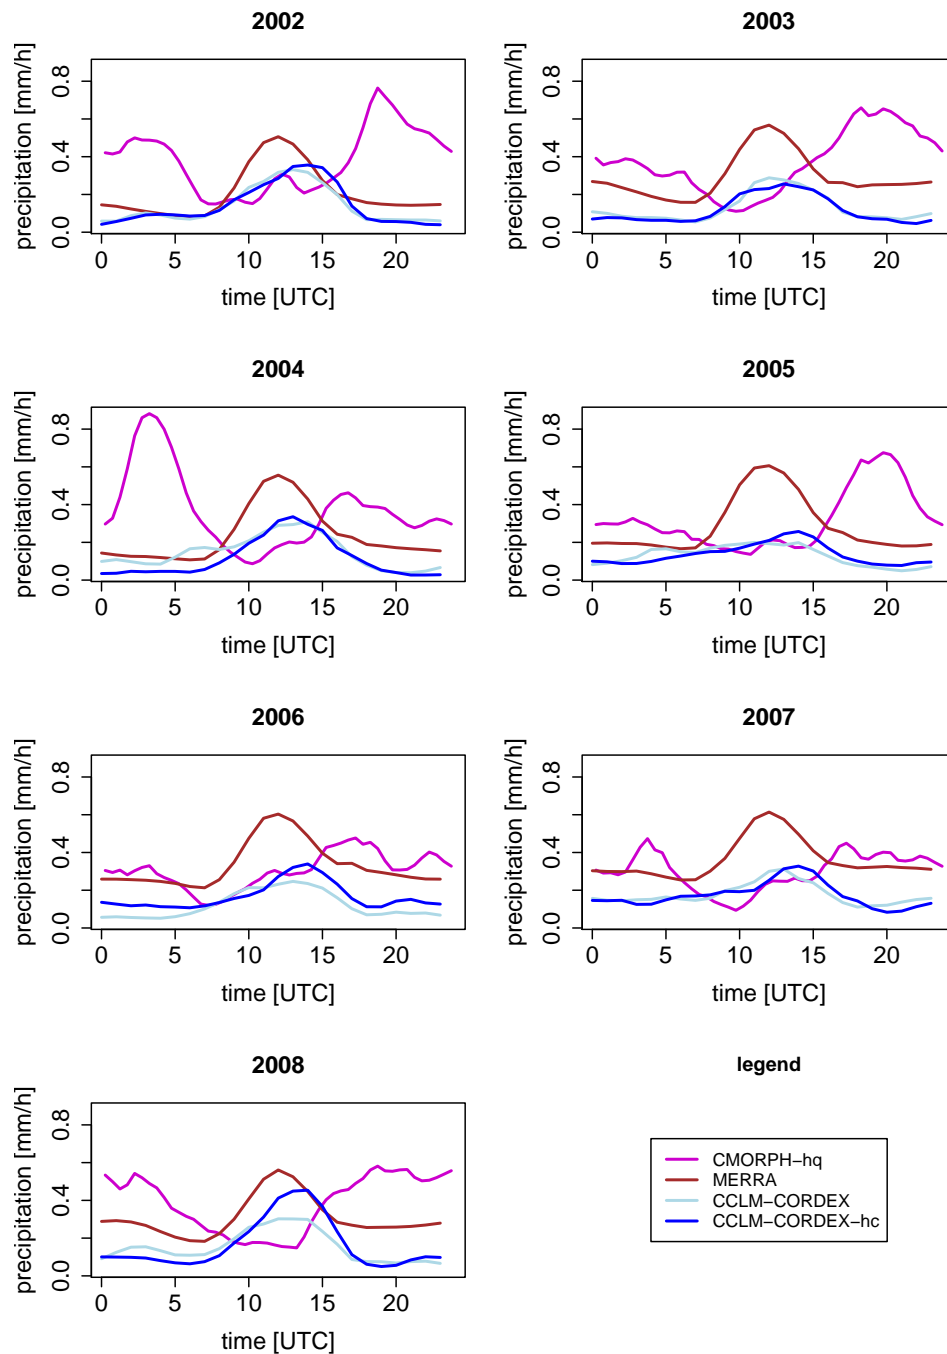 2002
precipitation [mm/h]
0.0 0.4 0.8
0 5 10 15 20
time [UTC]
2003
precipitation [mm/h]
0.0 0.4 0.8
0 5 10 15 20
time [UTC]
2004
precipitation [mm/h]
0.0 0.4 0.8
0 5 10 15 20
time [UTC]
2005
precipitation [mm/h]
0.0 0.4 0.8
0 5 10 15 20
time [UTC]
2006
precipitation [mm/h]
0.0 0.4 0.8
0 5 10 15 20
time [UTC]
2007
precipitation [mm/h]
0.0 0.4 0.8
0 5 10 15 20
time [UTC]
2008
precipitation [mm/h]
0.0 0.4 0.8
0 5 10 15 20
time [UTC]
legend
CMORPH−hq
MERRA
CCLM−CORDEX
CCLM−CORDEX−hc